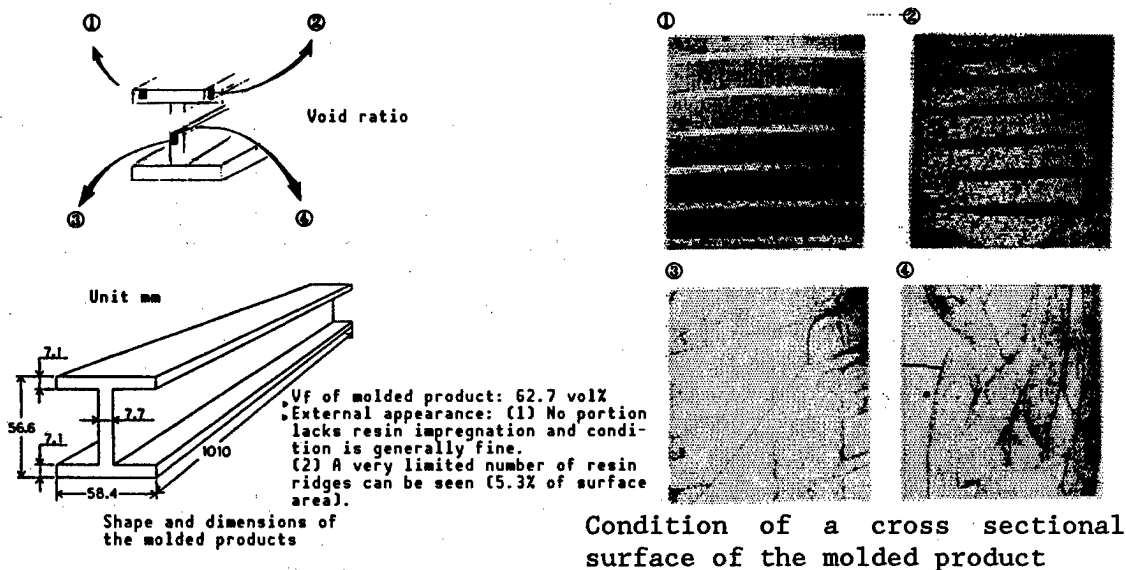 ① ②
Void ratio
③ ④
Unit mm
7.1
56.6
7.7
7.1
1010
58.4
Vf of molded product: 62.7 vol%
External appearance: (1) No portion
lacks resin impregnation and condi-
tion is generally fine.
(2) A very limited number of resin
ridges can be seen (5.3% of surface
area).
Shape and dimensions of
the molded products
① ②
③ ④
Condition of a cross sectional
surface of the molded product